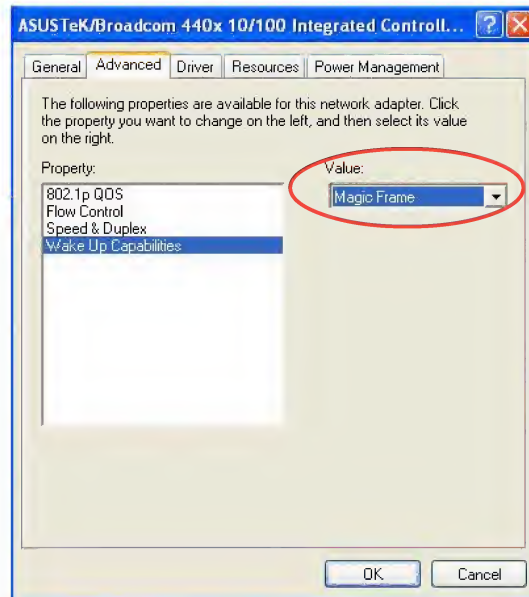 ASUSTeK/Broadcom 440x 10/100 Integrated Controll...
General
Advanced
Driver
Resources
Power Management
The following properties are available for this network adapter. Click
the property you want to change on the left, and then select its value
on the right.
Property:
802.1p QOS
Flow Control
Speed & Duplex
Wake Up Capabilities
Value:
Magic Frame
OK
Cancel